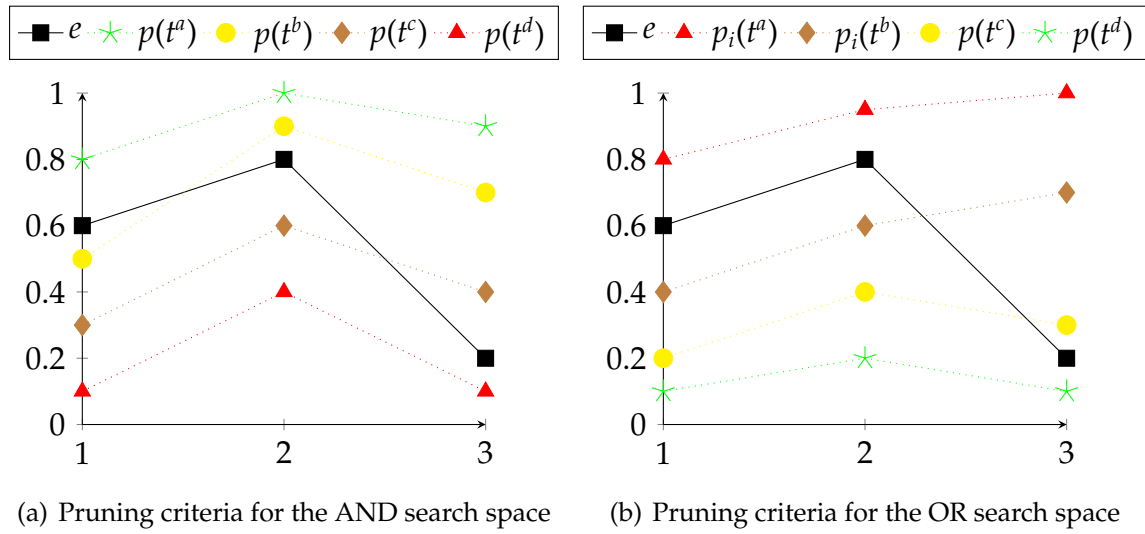 e p(t^a) p(t^b) p(t^c) p(t^d)
1
0.8
0.6
0.4
0.2
0
1 2 3
(a) Pruning criteria for the AND search space
e p_i(t^a) p_i(t^b) p(t^c) p(t^d)
1
0.8
0.6
0.4
0.2
0
1 2 3
(b) Pruning criteria for the OR search space